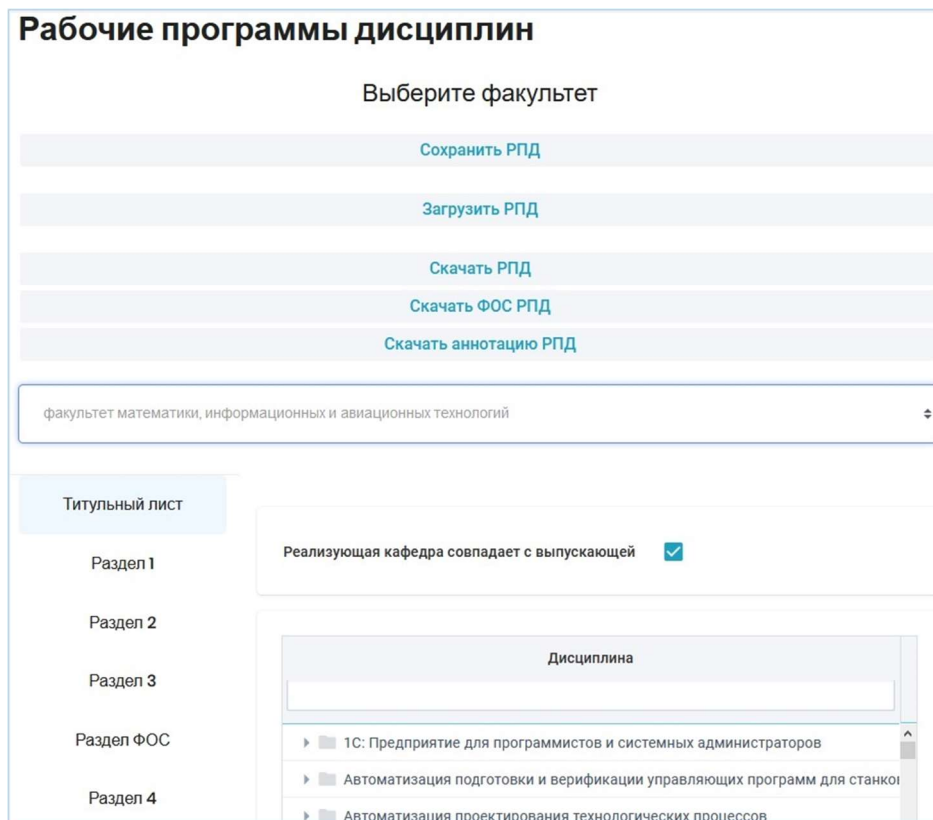 Рабочие программы дисциплин
Выберите факультет
Сохранить РПД
Загрузить РПД
Скачать РПД
Скачать ФОС РПД
Скачать аннотацию РПД
факультет математики, информационных и авиационных технологий
Титульный лист
Раздел 1
Раздел 2
Раздел 3
Раздел ФОС
Раздел 4
Реализующая кафедра совпадает с выпускающей
Дисциплина
1С: Предприятие для программистов и системных администраторов
Автоматизация подготовки и верификации управляющих программ для станков
Автоматизация проектирования технологических процессов